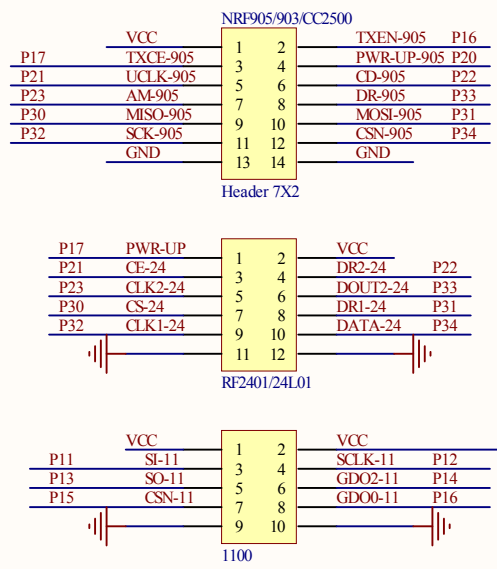 NRF905/903/CC2500
VCC 1 2 TXEN-905 P16
P17 TXCE-905 3 4 PWR-UP-905 P20
P21 UCLK-905 5 6 CD-905 P22
P23 AM-905 7 8 DR-905 P33
P30 MISO-905 9 10 MOSI-905 P31
P32 SCK-905 11 12 CSN-905 P34
GND 13 14 GND
Header 7X2
P17 PWR-UP 1 2 VCC
P21 CE-24 3 4 DR2-24 P22
P23 CLK2-24 5 6 DOUT2-24 P33
P30 CS-24 7 8 DR1-24 P31
P32 CLK1-24 9 10 DATA-24 P34
11 12
RF2401/24L01
VCC 1 2 VCC
P11 SI-11 3 4 SCLK-11 P12
P13 SO-11 5 6 GDO2-11 P14
P15 CSN-11 7 8 GDO0-11 P16
9 10
1100